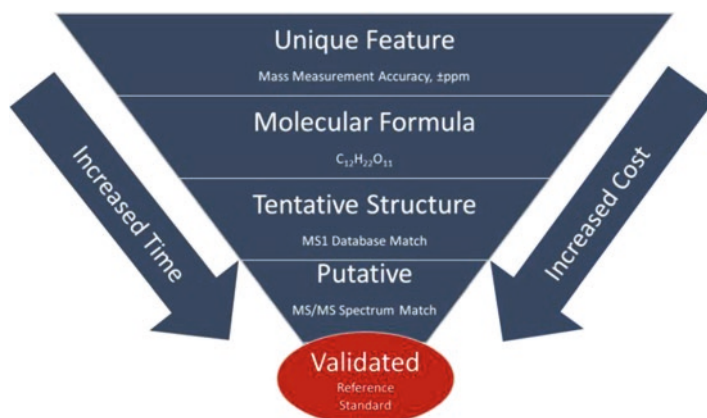 Unique Feature
Mass Measurement Accuracy, ±ppm
Molecular Formula
C₁₂H₂₂O₁₁
Tentative Structure
MS1 Database Match
Putative
MS/MS Spectrum Match
Validated
Reference
Standard
Increased Time
Increased Cost